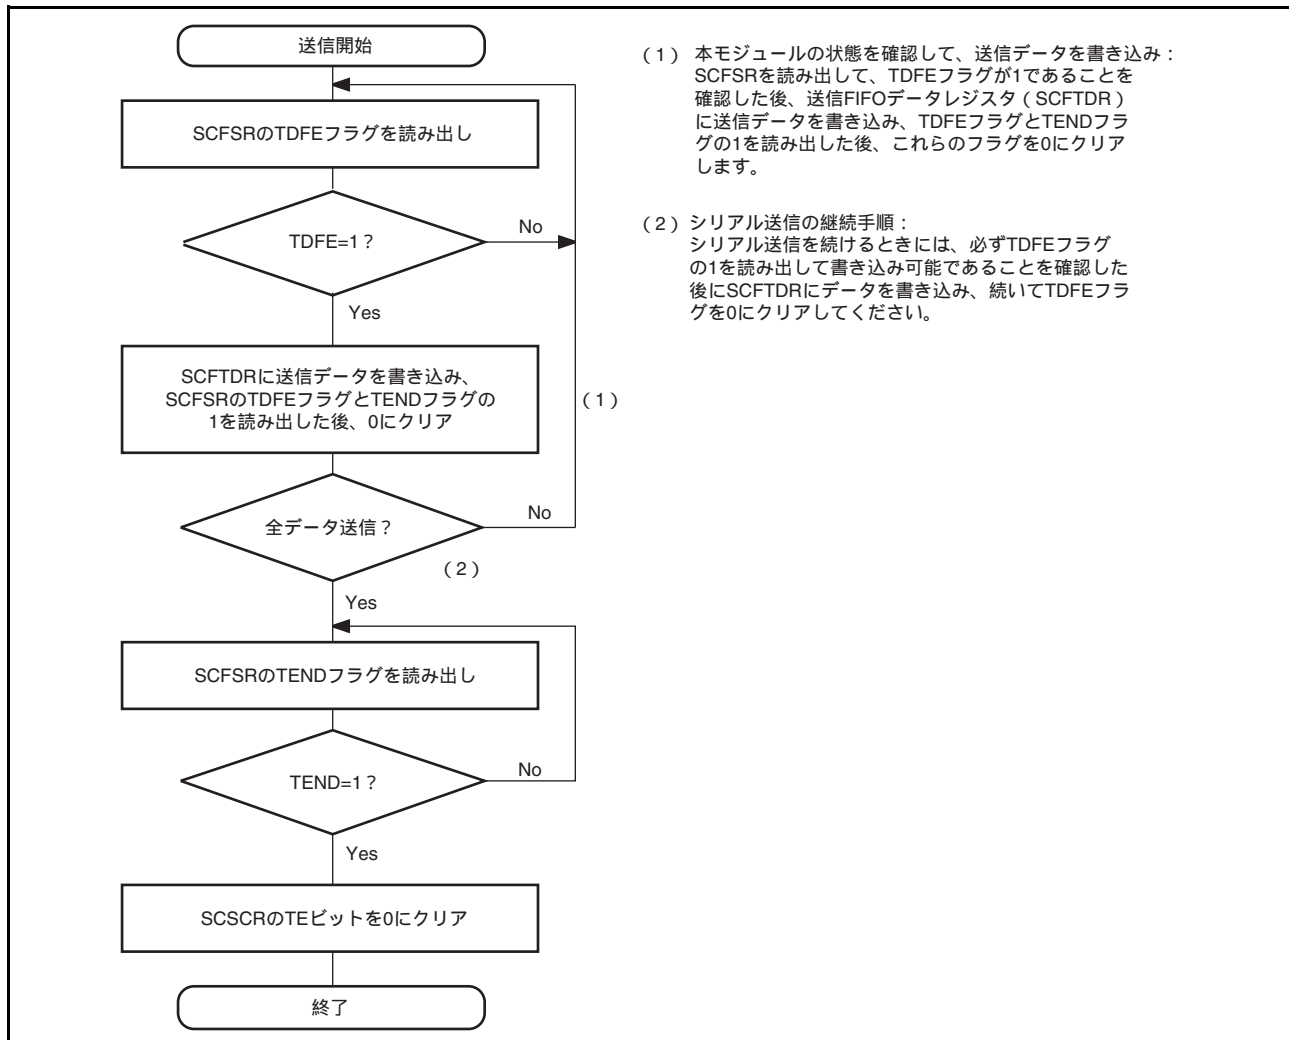 送信開始
SCFSRのTDFEフラグを読み出し
TDFE=1？
No
Yes
SCFTDRに送信データを書き込み、
SCFSRのTDFEフラグとTENDフラグの
1を読み出した後、0にクリア
（1）
全データ送信？
No
（2）
Yes
SCFSRのTENDフラグを読み出し
TEND=1？
No
Yes
SCSCRのTEビットを0にクリア
終了
（1） 本モジュールの状態を確認して、送信データを書き込み：
SCFSRを読み出して、TDFEフラグが1であることを
確認した後、送信FIFOデータレジスタ（SCFTDR）
に送信データを書き込み、TDFEフラグとTENDフラ
グの1を読み出した後、これらのフラグを0にクリア
します。
（2）シリアル送信の継続手順：
シリアル送信を続けるときには、必ずTDFEフラグ
の1を読み出して書き込み可能であることを確認した
後にSCFTDRにデータを書き込み、続いてTDFEフラ
グを0にクリアしてください。